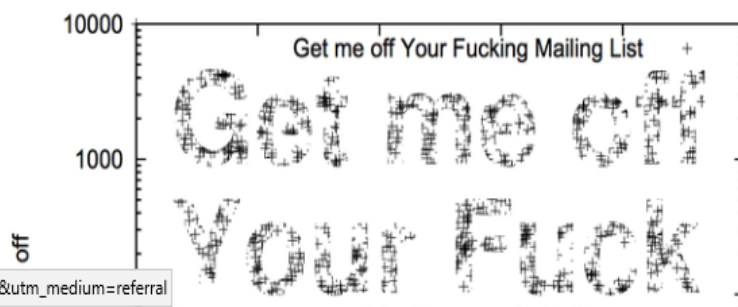 10000
Get me off Your Fucking Mailing List
Get me off
1000
Your Fuck
off
&utm_medium=referral